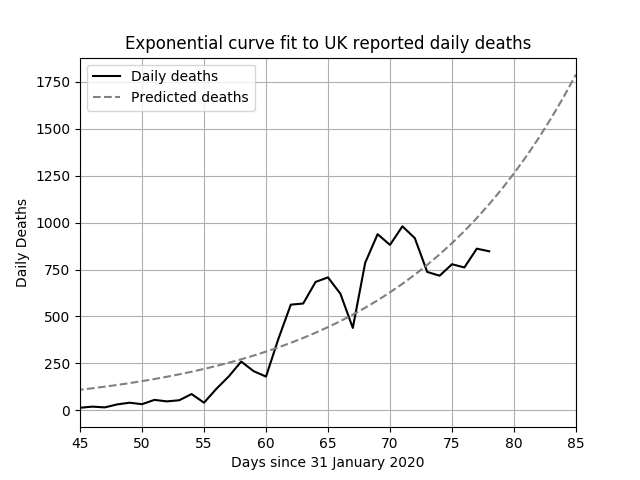 Exponential curve fit to UK reported daily deaths
Daily deaths
Predicted deaths
1750
1500
1250
1000
750
500
250
0
Daily Deaths
45 50 55 60 65 70 75 80 85
Days since 31 January 2020